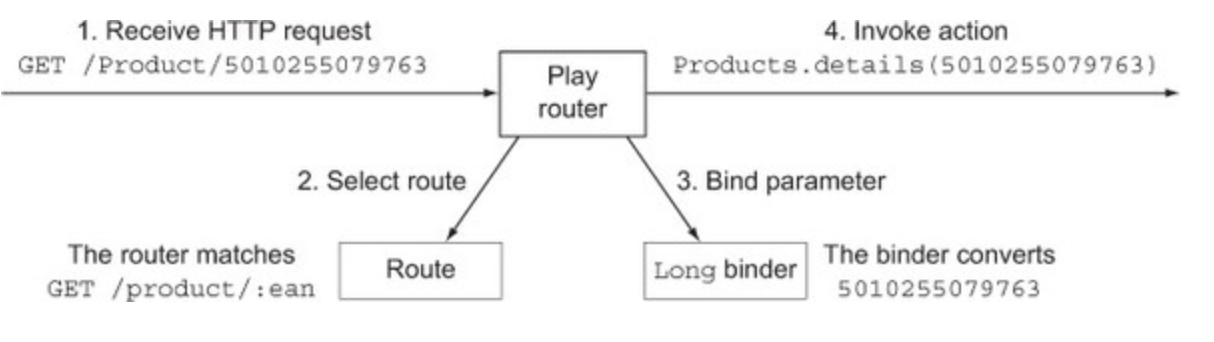 1. Receive HTTP request
GET /Product/5010255079763
Play
router
4. Invoke action
Products.details(5010255079763)
2. Select route
3. Bind parameter
The router matches
GET /product/:ean
Route
Long binder
The binder converts
5010255079763